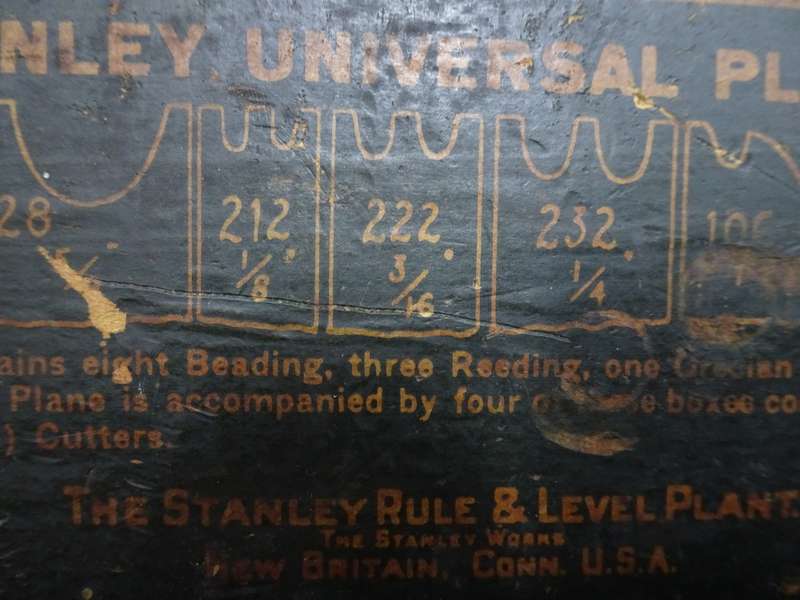 NLEY. UNIVERSAL PL
28 212 222 232 106
1/8" 3/16" 1/4"
ains eight Beading, three Reeding, one Grecian
Plane is accompanied by four boxes co
) Cutters.
THE STANLEY RULE & LEVEL PLANT.
THE STANLEY WORKS
NEW BRITAIN, CONN. U.S.A.